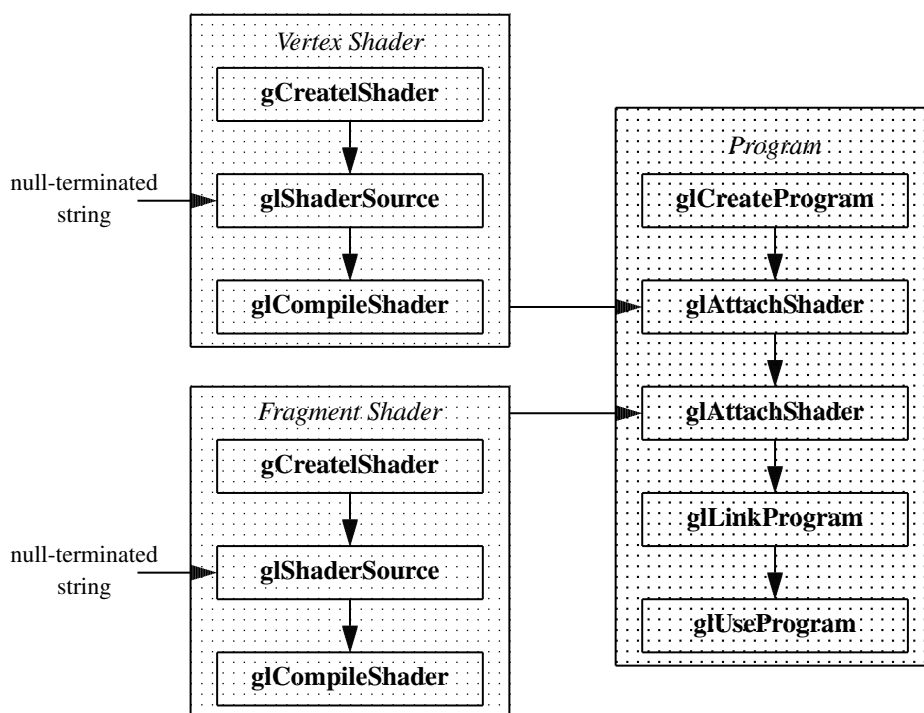 Vertex Shader
gCreatelShader
null-terminated
string
glShaderSource
glCompileShader
Fragment Shader
gCreatelShader
null-terminated
string
glShaderSource
glCompileShader
Program
glCreateProgram
glAttachShader
glAttachShader
glLinkProgram
glUseProgram